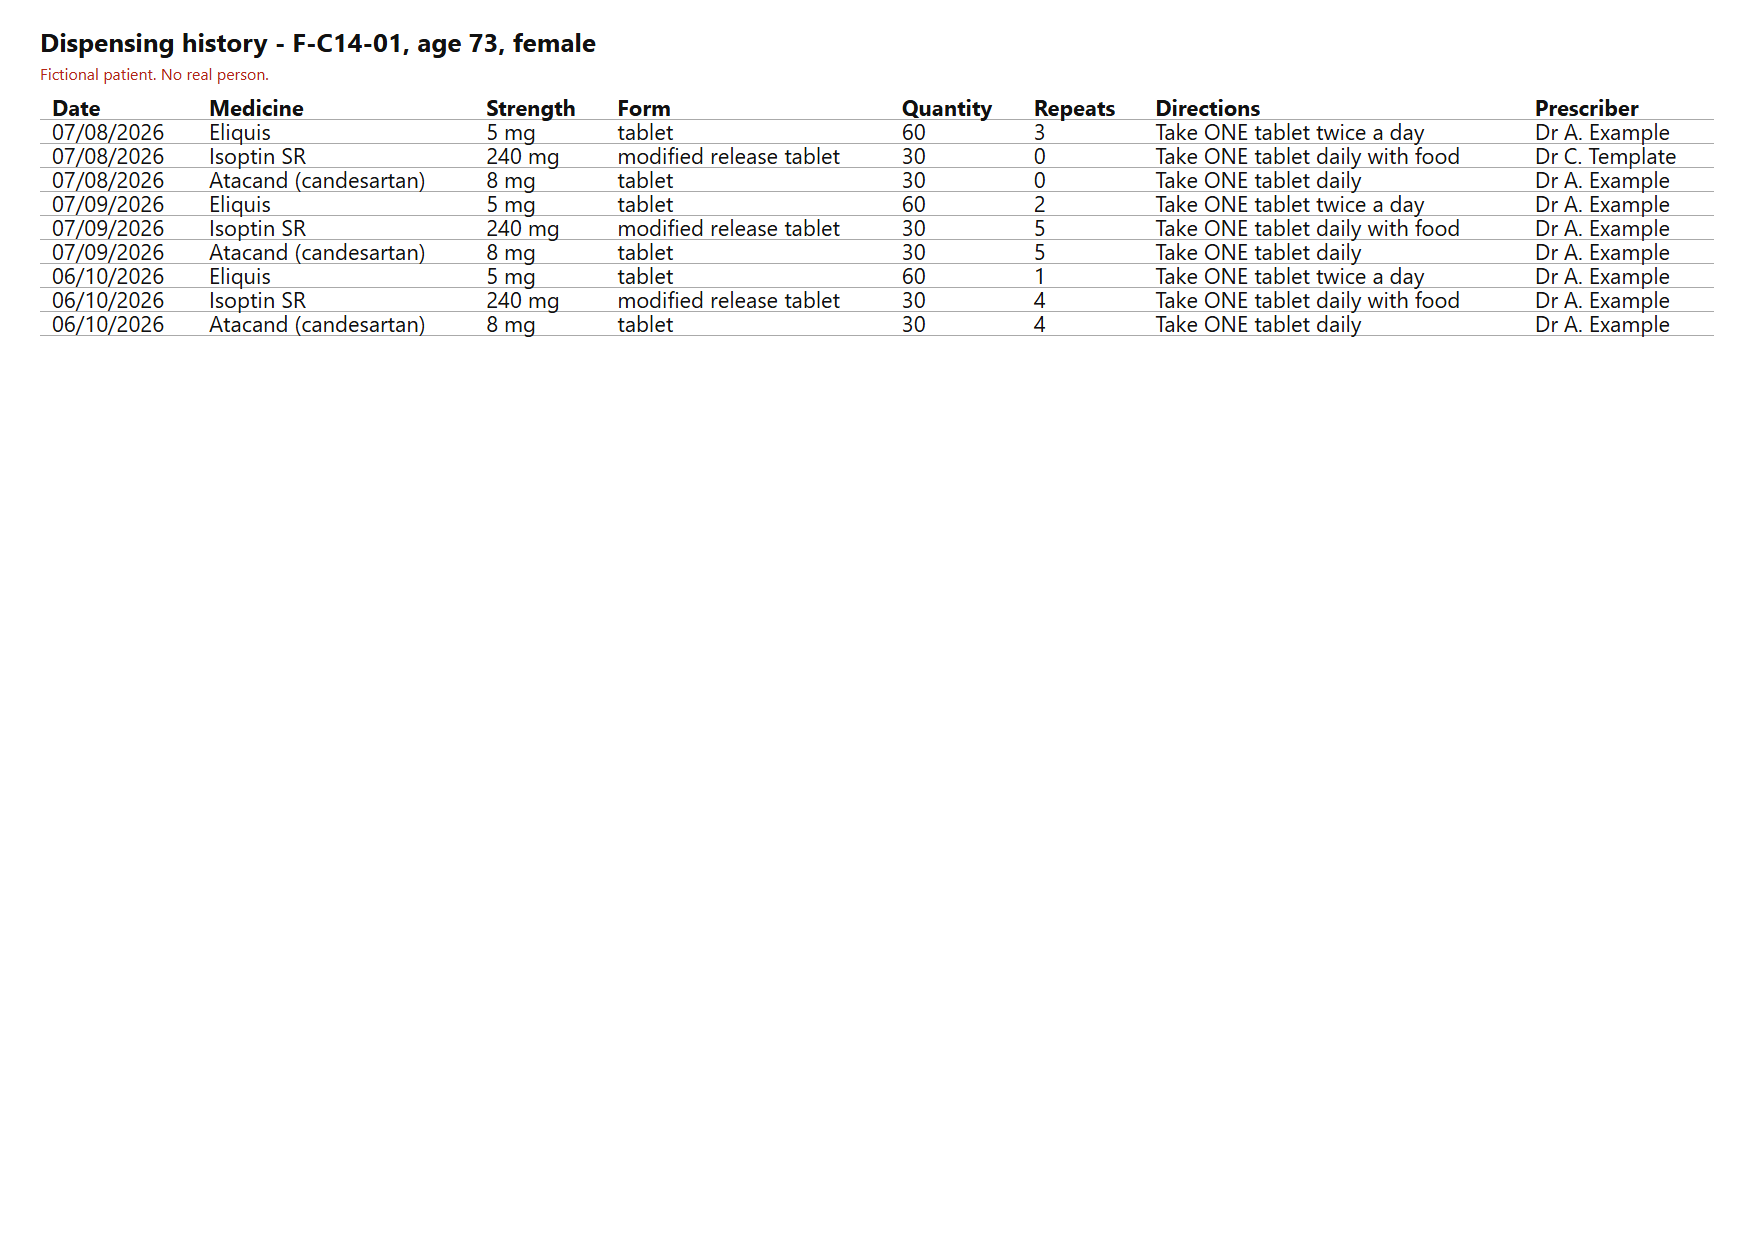 Dispensing history - F-C14-01, age 73, female
Fictional patient. No real person.
Date Medicine Strength Form Quantity Repeats Directions Prescriber
07/08/2026 Eliquis 5 mg tablet 60 3 Take ONE tablet twice a day Dr A. Example
07/08/2026 Isoptin SR 240 mg modified release tablet 30 0 Take ONE tablet daily with food Dr C. Template
07/08/2026 Atacand (candesartan) 8 mg tablet 30 0 Take ONE tablet daily Dr A. Example
07/09/2026 Eliquis 5 mg tablet 60 2 Take ONE tablet twice a day Dr A. Example
07/09/2026 Isoptin SR 240 mg modified release tablet 30 5 Take ONE tablet daily with food Dr A. Example
07/09/2026 Atacand (candesartan) 8 mg tablet 30 5 Take ONE tablet daily Dr A. Example
06/10/2026 Eliquis 5 mg tablet 60 1 Take ONE tablet twice a day Dr A. Example
06/10/2026 Isoptin SR 240 mg modified release tablet 30 4 Take ONE tablet daily with food Dr A. Example
06/10/2026 Atacand (candesartan) 8 mg tablet 30 4 Take ONE tablet daily Dr A. Example